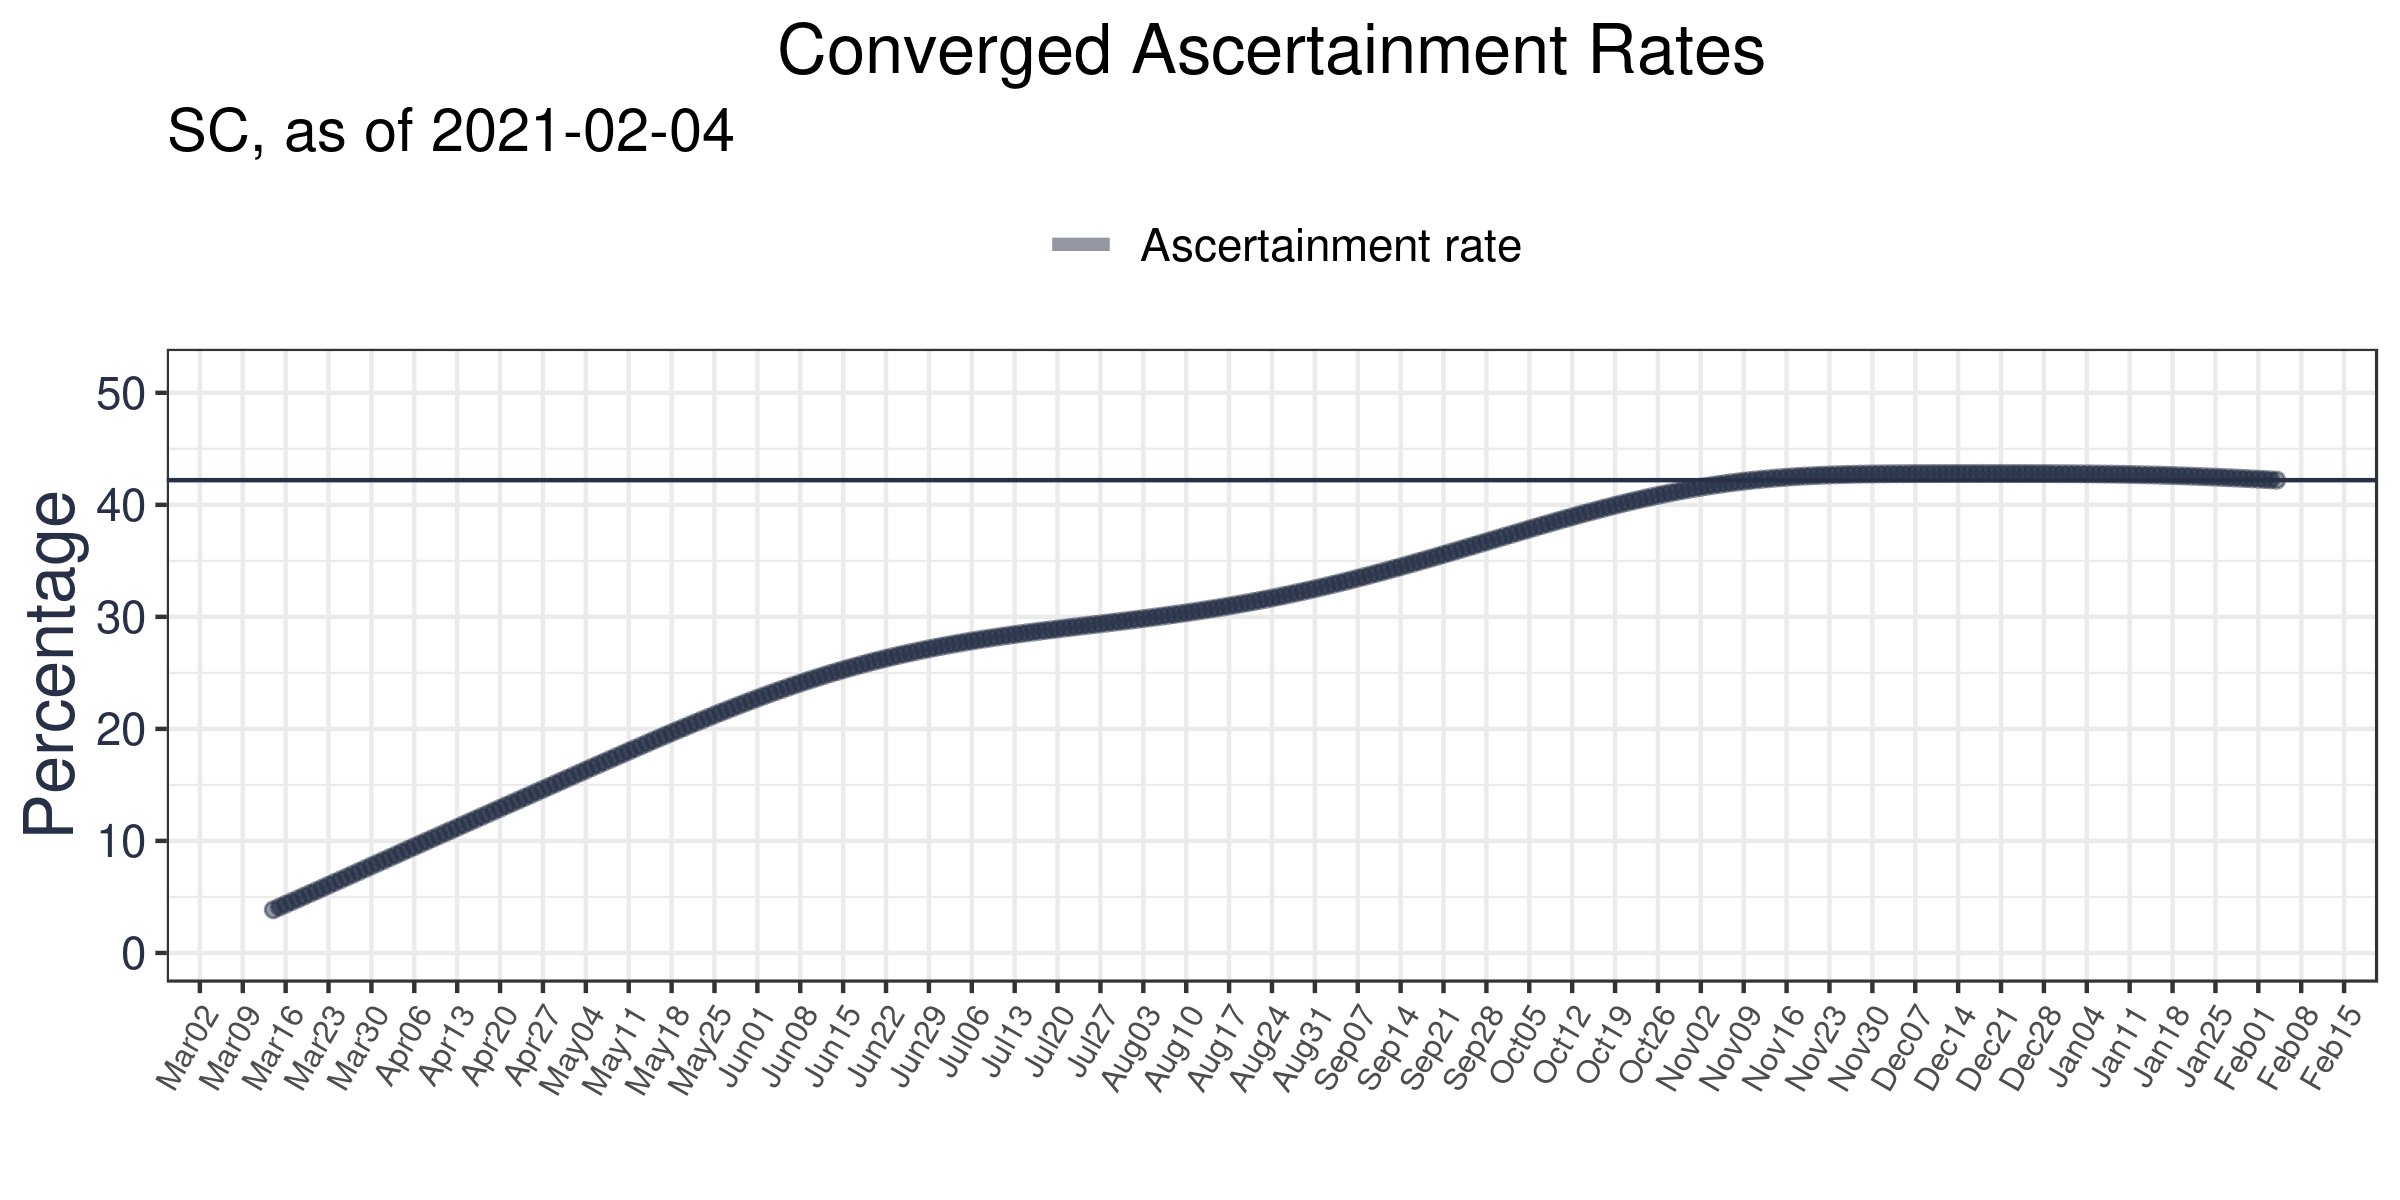 Converged Ascertainment Rates
SC, as of 2021-02-04
Ascertainment rate
Percentage
50
40
30
20
10
0
Mar02 Mar09 Mar16 Mar23 Mar30 Apr06 Apr13 Apr20 Apr27 May04 May11 May18 May25 Jun01 Jun08 Jun15 Jun22 Jun29 Jul06 Jul13 Jul20 Jul27 Aug03 Aug10 Aug17 Aug24 Aug31 Sep07 Sep14 Sep21 Sep28 Oct05 Oct12 Oct19 Oct26 Nov02 Nov09 Nov16 Nov23 Nov30 Dec07 Dec14 Dec21 Dec28 Jan04 Jan11 Jan18 Jan25 Feb01 Feb08 Feb15